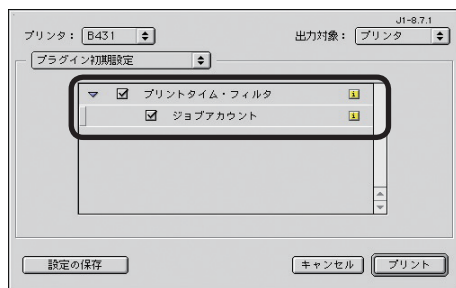 J1-8.7.1
プリンタ： B431 出力対象： プリンタ
プラグイン初期設定
プリントタイム・フィルタ
ジョブアカウント
設定の保存 キャンセル プリント